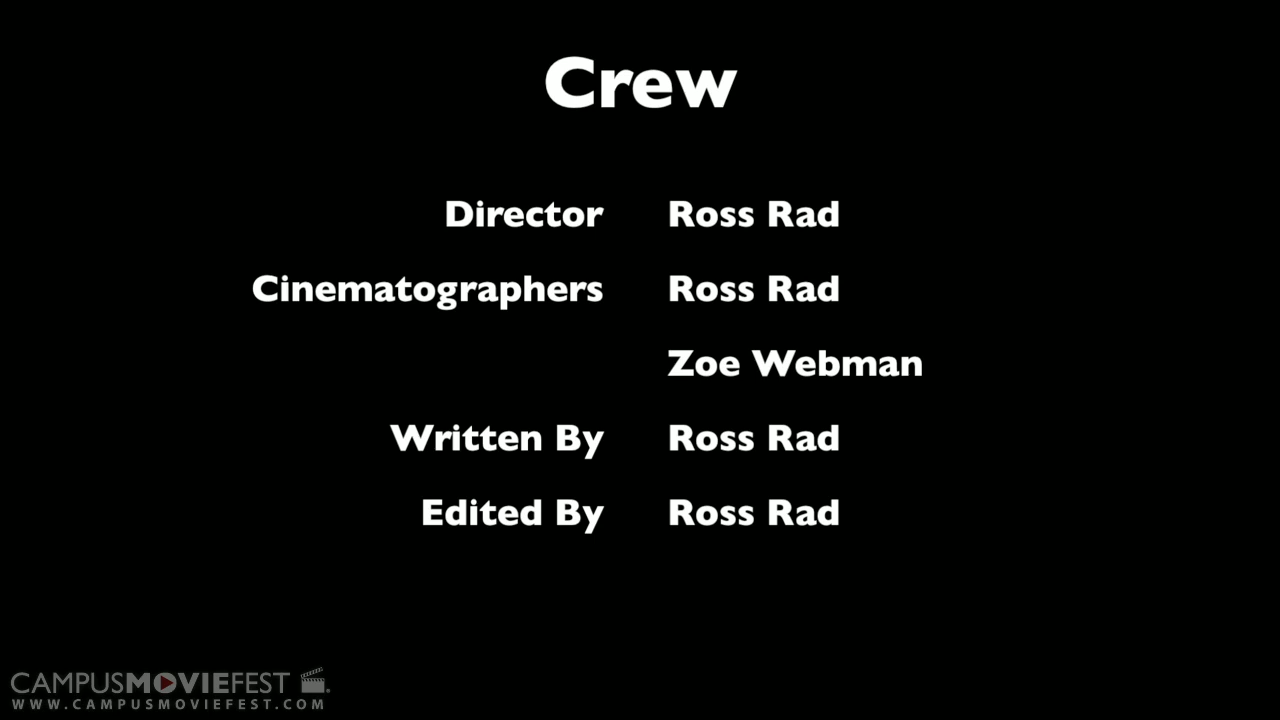 Crew
Director Ross Rad
Cinematographers Ross Rad
Zoe Webman
Written By Ross Rad
Edited By Ross Rad
CAMPUSMOVIEFEST
WWW.CAMPUSMOVIEFEST.COM